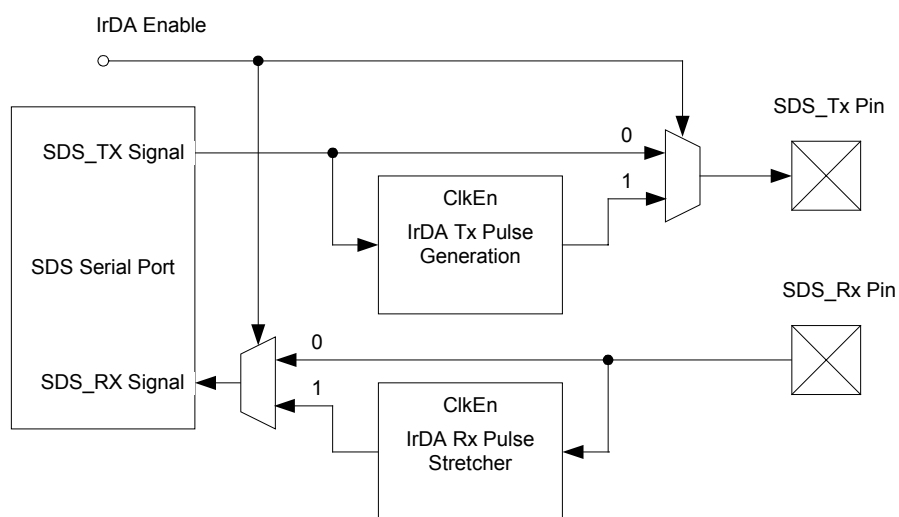 IrDA Enable
SDS_Tx Pin
SDS_TX Signal
0
1
ClkEn
IrDA Tx Pulse
Generation
SDS Serial Port
SDS_Rx Pin
0
SDS_RX Signal
1
ClkEn
IrDA Rx Pulse
Stretcher